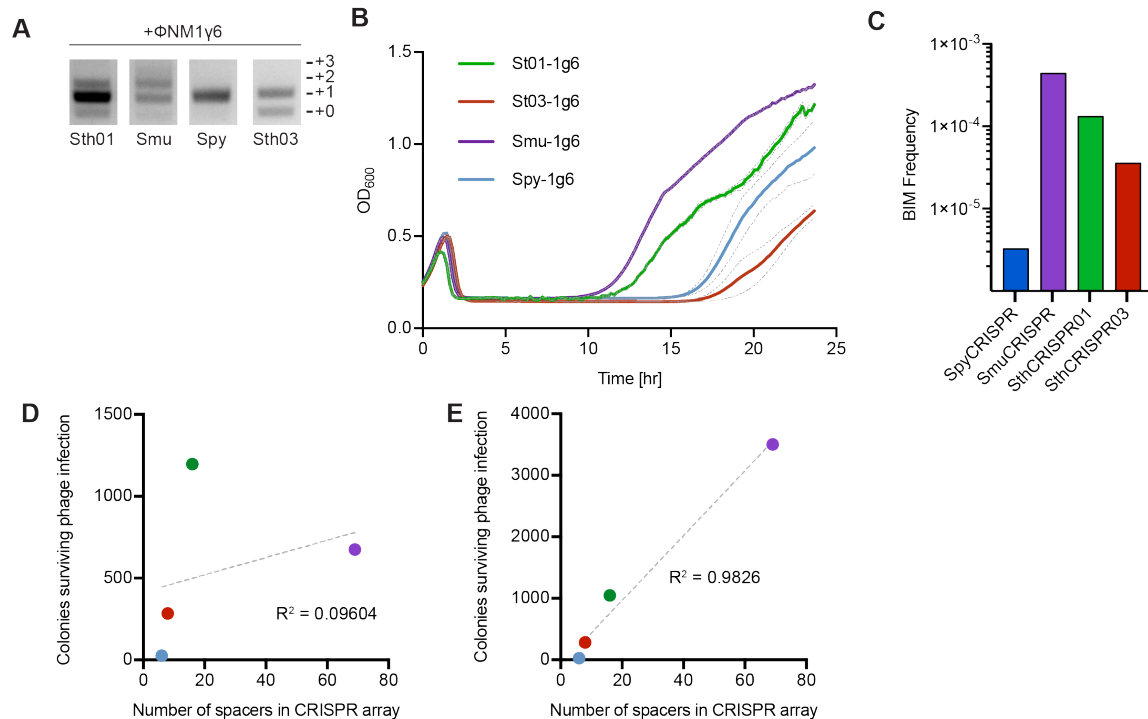 A
+ΦNM1γ6
+3
+2
+1
+0
Sth01 Smu Spy Sth03
B
1.5
1.0
0.5
0.0
OD600
St01-1g6
St03-1g6
Smu-1g6
Spy-1g6
0 5 10 15 20 25
Time [hr]
C
1×10-3
1×10-4
1×10-5
BIM Frequency
SpyCRISPR
SmuCRISPR
SthCRISPR01
SthCRISPR03
D
1500
1000
500
0
Colonies surviving phage infection
R2 = 0.09604
0 20 40 60 80
Number of spacers in CRISPR array
E
4000
3000
2000
1000
0
Colonies surviving phage infection
R2 = 0.9826
0 20 40 60 80
Number of spacers in CRISPR array